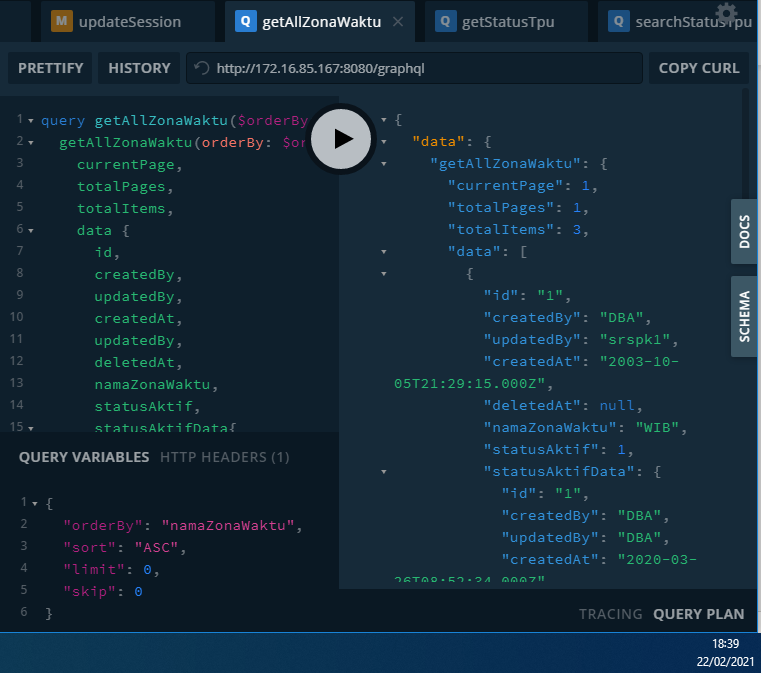 M updateSession
Q getAllZonaWaktu ×
Q getStatusTpu
Q searchStatusTpu
PRETTIFY
HISTORY
http://172.16.85.167:8080/graphql
COPY CURL
1 query getAllZonaWaktu($orderBy
2 getAllZonaWaktu(orderBy: $or
3 currentPage,
4 totalPages,
5 totalItems,
6 data {
7 id,
8 createdBy,
9 updatedBy,
10 createdAt,
11 updatedBy,
12 deletedAt,
13 namaZonaWaktu,
14 statusAktif,
15 statusAktifData{
QUERY VARIABLES
HTTP HEADERS (1)
1 {
2 "orderBy": "namaZonaWaktu",
3 "sort": "ASC",
4 "limit": 0,
5 "skip": 0
6 }
{
"data": {
"getAllZonaWaktu": {
"currentPage": 1,
"totalPages": 1,
"totalItems": 3,
"data": [
{
"id": "1",
"createdBy": "DBA",
"updatedBy": "srspk1",
"createdAt": "2003-10-
05T21:29:15.000Z",
"deletedAt": null,
"namaZonaWaktu": "WIB",
"statusAktif": 1,
"statusAktifData": {
"id": "1",
"createdBy": "DBA",
"updatedBy": "DBA",
"createdAt": "2020-03-
26T08:52:34.000Z"
DOCS
SCHEMA
TRACING
QUERY PLAN
18:39
22/02/2021